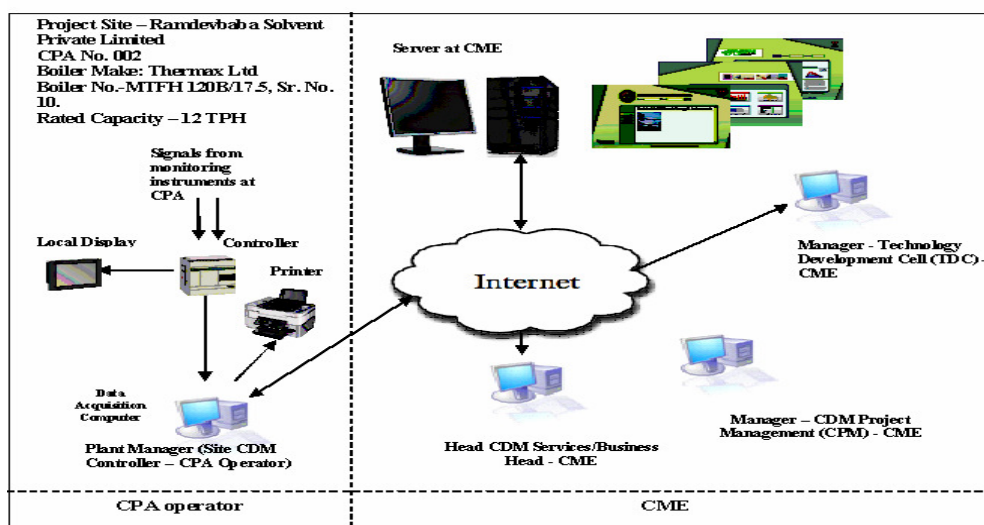 Project Site – Ramdevbaba Solvent
Private Limited
CPA No. 002
Boiler Make: Thermax Ltd
Boiler No.-MTFH 120B/17.5, Sr. No.
10.
Rated Capacity – 12 TPH
Signals from
monitoring
instruments at
CPA
Local Display
Controller
Printer
Data
Acquisition
Computer
Plant Manager (Site CDM
Controller – CPA Operator)
Server at CME
Internet
Manager - Technology
Development Cell (TDC) -
CME
Head CDM Services/Business
Head - CME
Manager – CDM Project
Management (CPM) - CME
CPA operator
CME